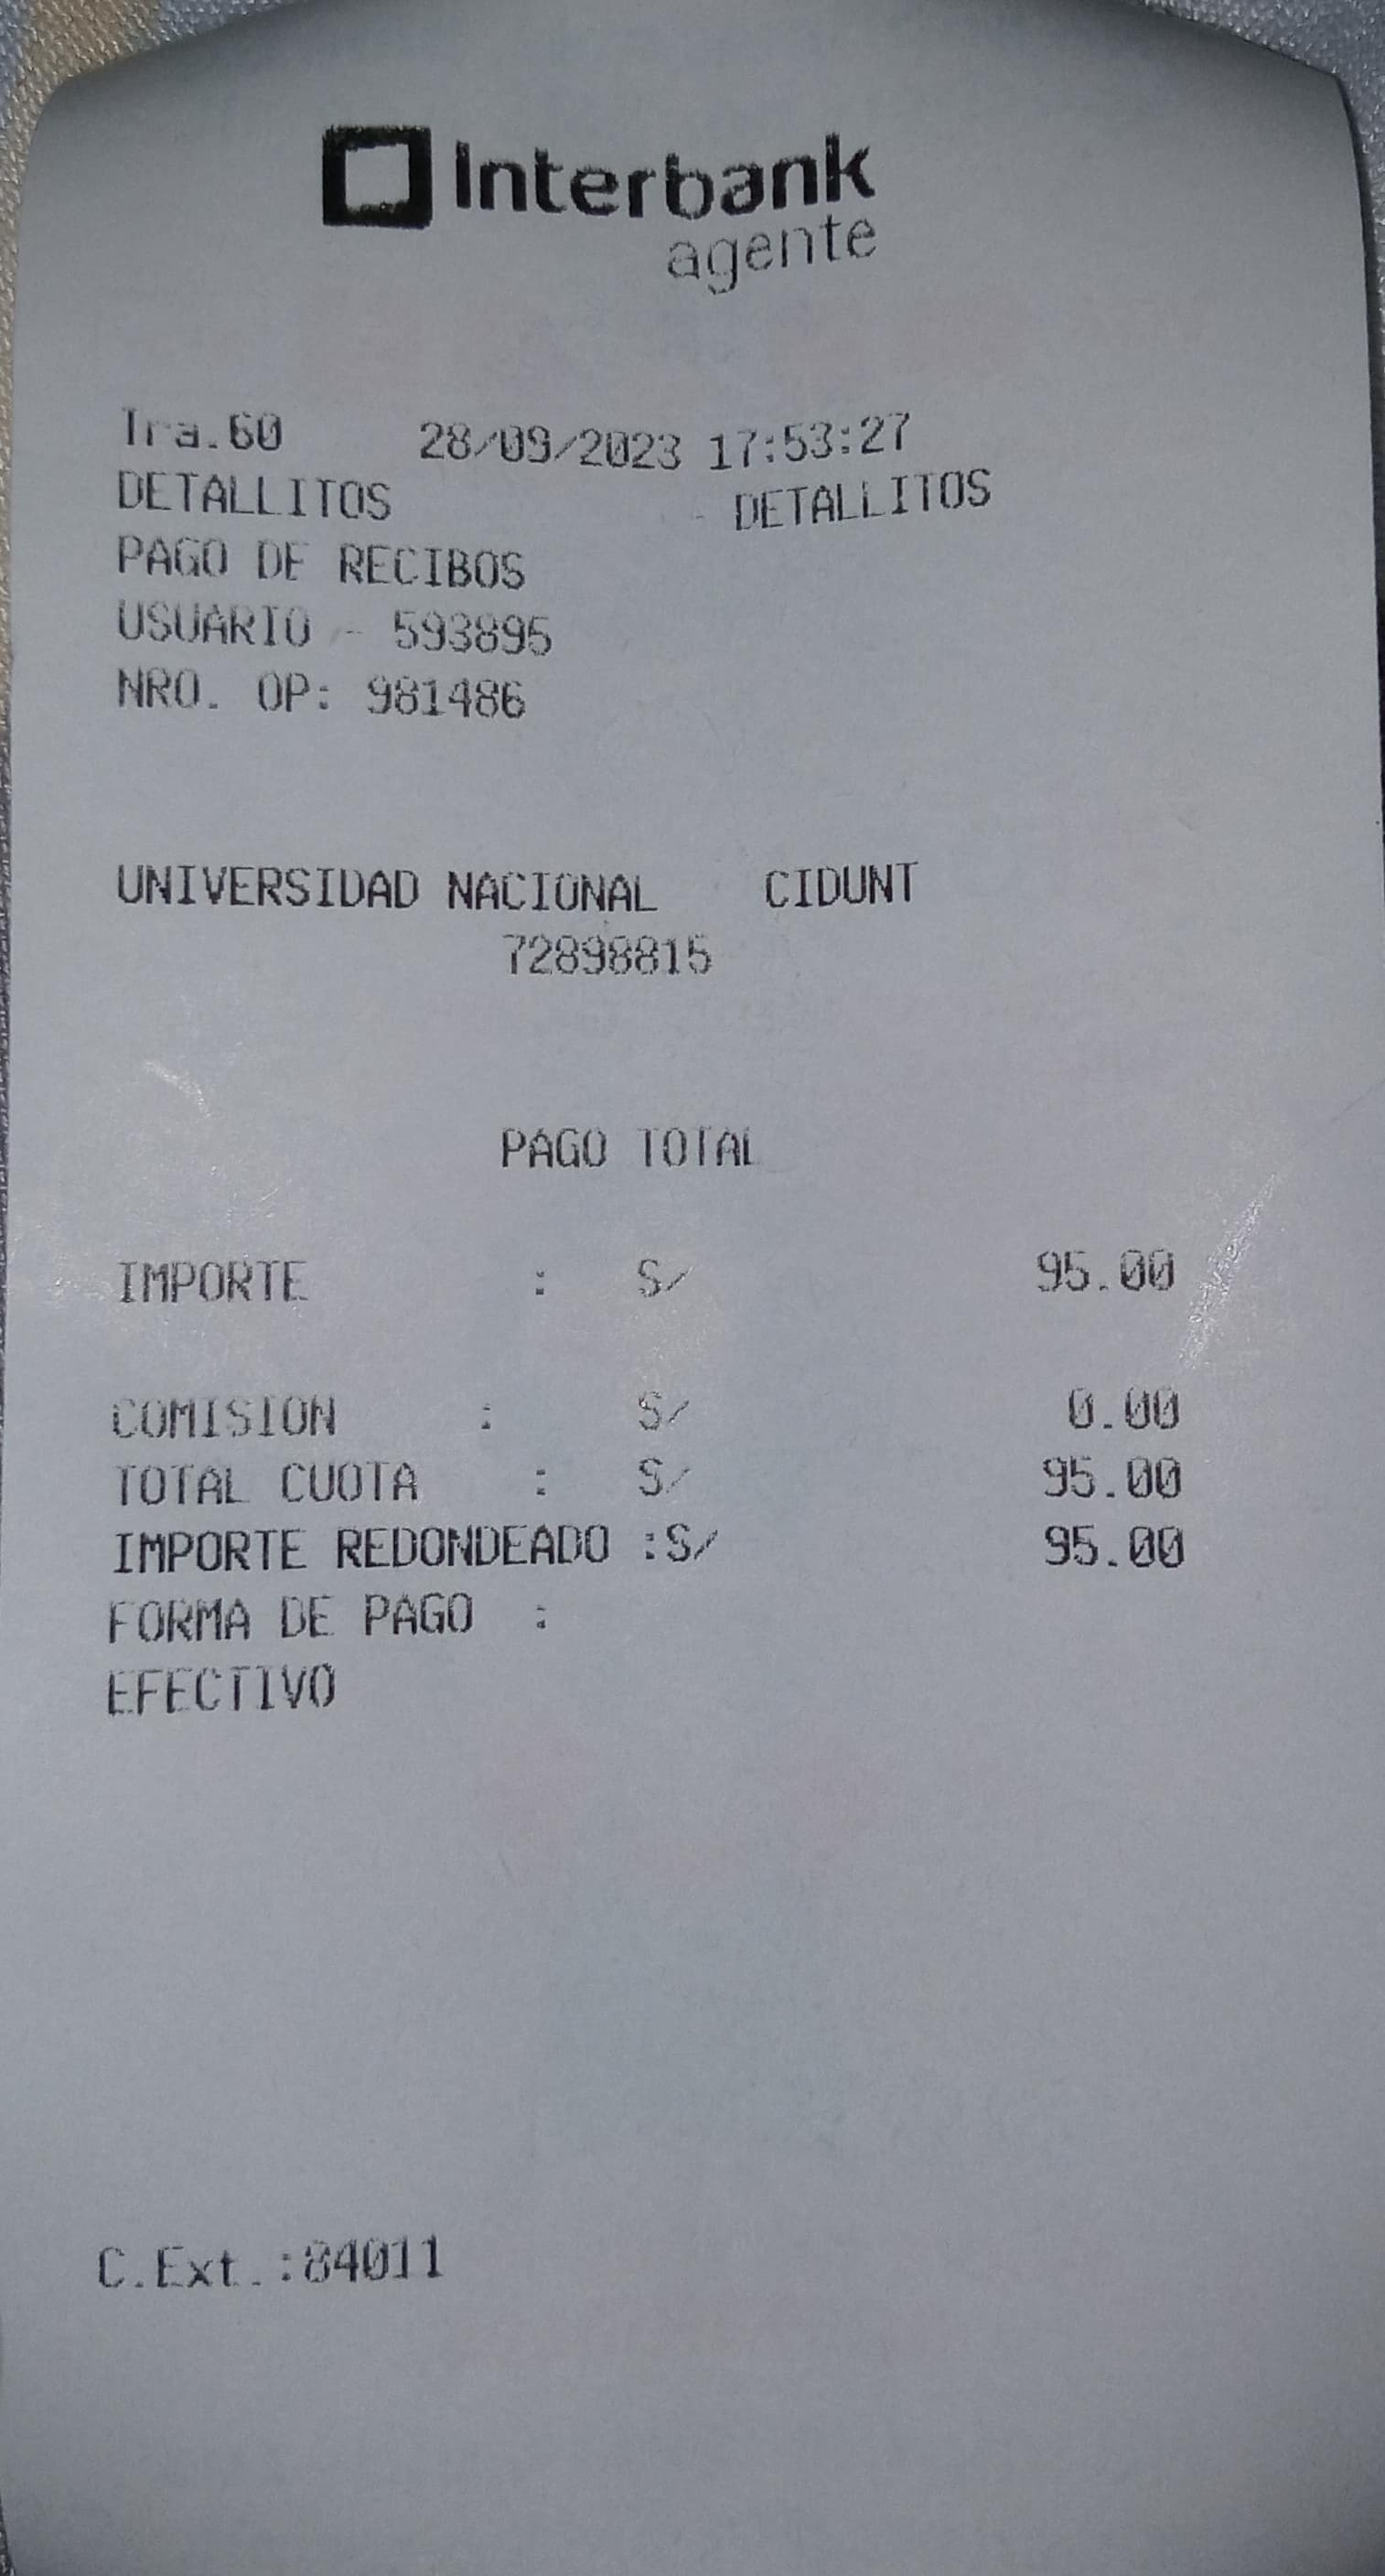 Interbank
agente
Tra.60 28/09/2023 17:53:27
DETALLITOS - DETALLITOS
PAGO DE RECIBOS
USUARIO - 593895
NRO. OP: 981486
UNIVERSIDAD NACIONAL CIDUNT
72898815
PAGO TOTAL
IMPORTE : S/ 95.00
COMISION : S/ 0.00
TOTAL CUOTA : S/ 95.00
IMPORTE REDONDEADO :S/ 95.00
FORMA DE PAGO :
EFECTIVO
C.Ext.:84011